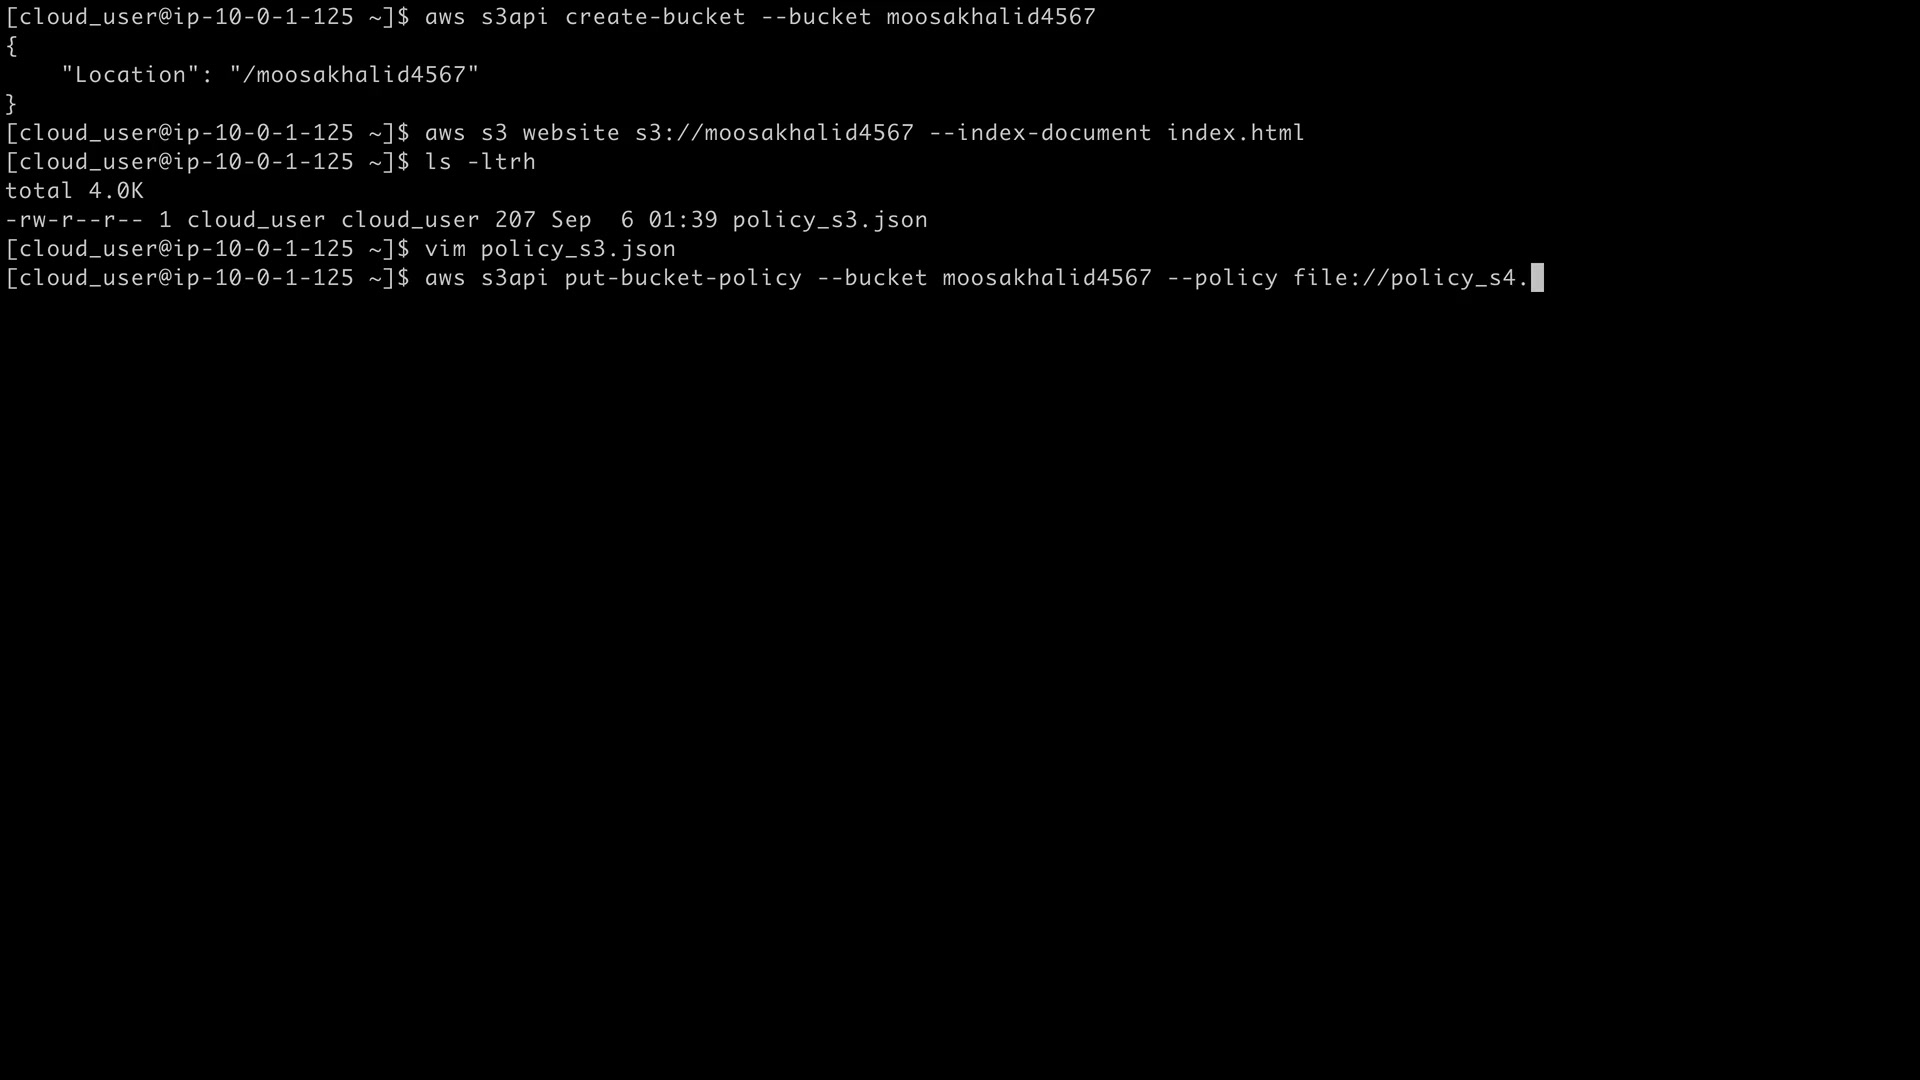 [cloud_user@ip-10-0-1-125 ~]$ aws s3api create-bucket --bucket moosakhalid4567
{
    "Location": "/moosakhalid4567"
}
[cloud_user@ip-10-0-1-125 ~]$ aws s3 website s3://moosakhalid4567 --index-document index.html
[cloud_user@ip-10-0-1-125 ~]$ ls -ltrh
total 4.0K
-rw-r--r-- 1 cloud_user cloud_user 207 Sep  6 01:39 policy_s3.json
[cloud_user@ip-10-0-1-125 ~]$ vim policy_s3.json
[cloud_user@ip-10-0-1-125 ~]$ aws s3api put-bucket-policy --bucket moosakhalid4567 --policy file://policy_s4.